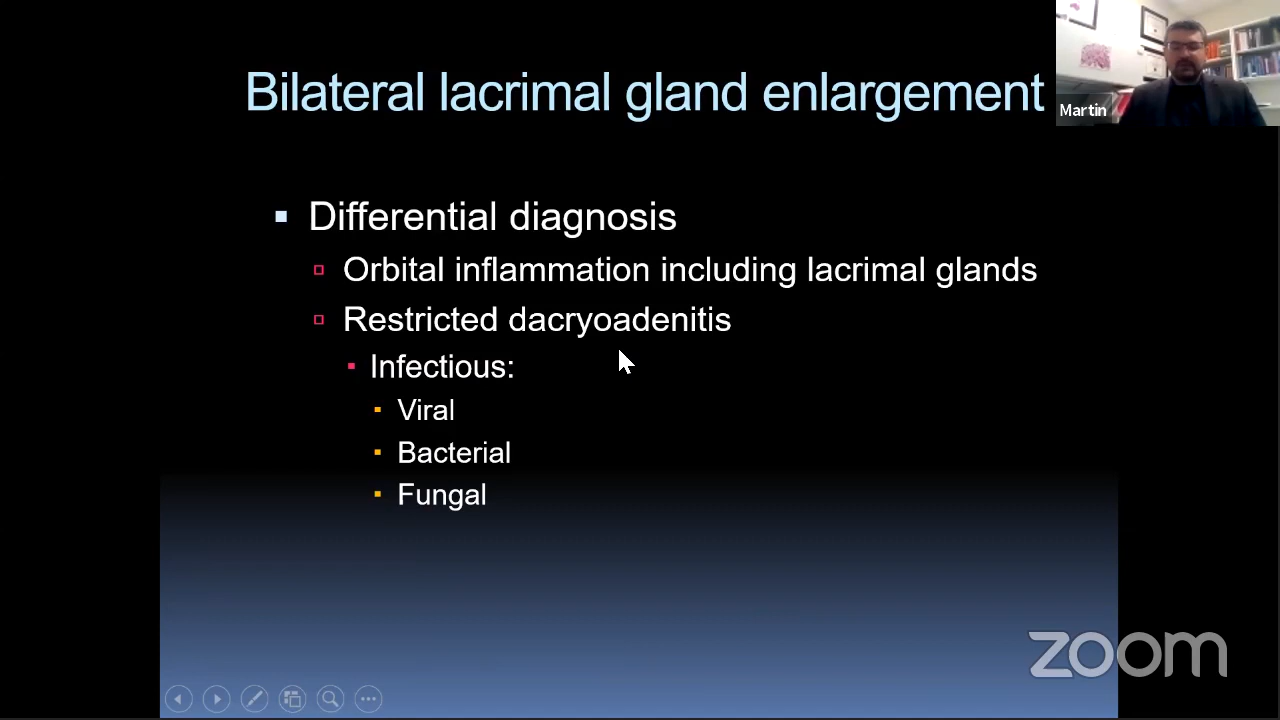 Bilateral lacrimal gland enlargement
Martin
Differential diagnosis
Orbital inflammation including lacrimal glands
Restricted dacryoadenitis
Infectious:
Viral
Bacterial
Fungal
zoom